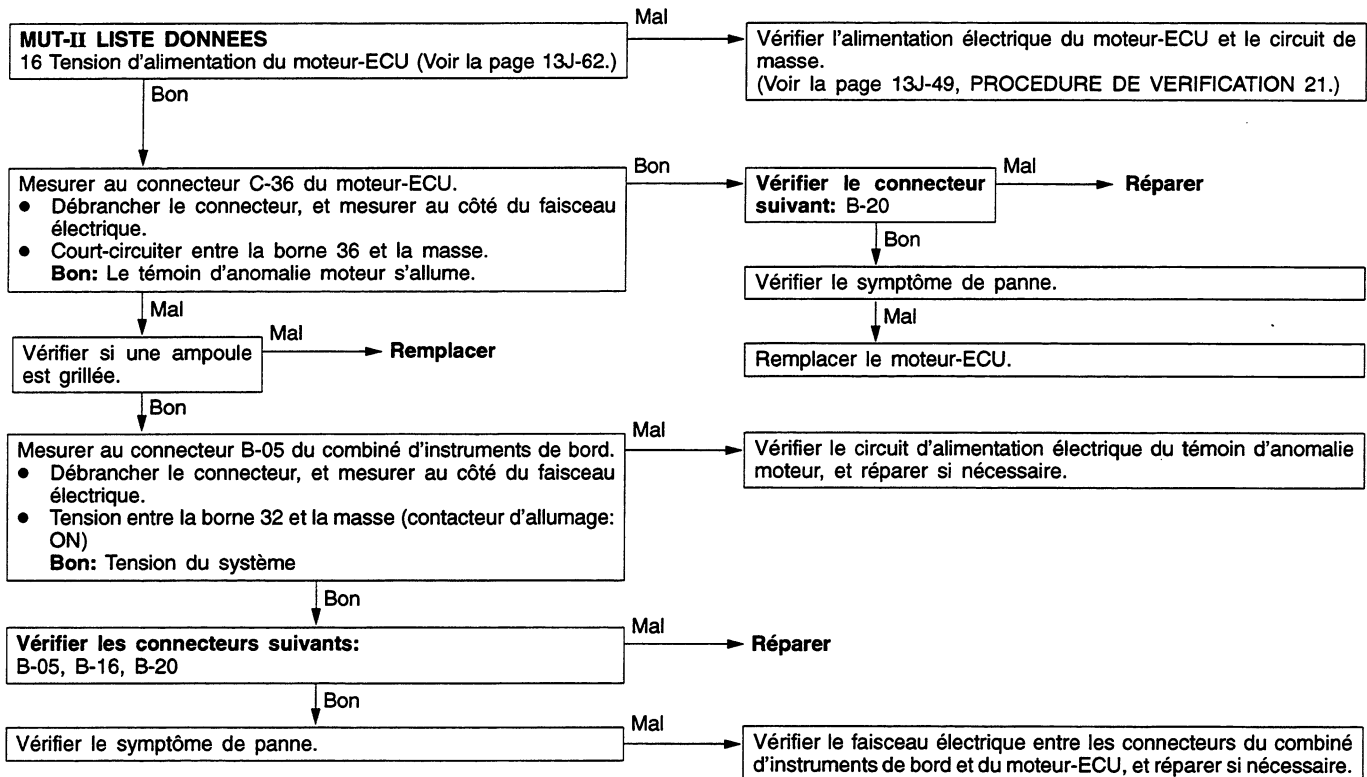 MUT-II LISTE DONNEES
16 Tension d'alimentation du moteur-ECU (Voir la page 13J-62.)
Mal
Vérifier l'alimentation électrique du moteur-ECU et le circuit de
masse.
(Voir la page 13J-49, PROCEDURE DE VERIFICATION 21.)
Bon
Mesurer au connecteur C-36 du moteur-ECU.
● Débrancher le connecteur, et mesurer au côté du faisceau
électrique.
● Court-circuiter entre la borne 36 et la masse.
Bon: Le témoin d'anomalie moteur s'allume.
Bon
Vérifier le connecteur
suivant: B-20
Mal
Réparer
Bon
Vérifier le symptôme de panne.
Mal
Remplacer le moteur-ECU.
Mal
Vérifier si une ampoule
est grillée.
Mal
Remplacer
Bon
Mesurer au connecteur B-05 du combiné d'instruments de bord.
● Débrancher le connecteur, et mesurer au côté du faisceau
électrique.
● Tension entre la borne 32 et la masse (contacteur d'allumage:
ON)
Bon: Tension du système
Mal
Vérifier le circuit d'alimentation électrique du témoin d'anomalie
moteur, et réparer si nécessaire.
Bon
Vérifier les connecteurs suivants:
B-05, B-16, B-20
Mal
Réparer
Bon
Vérifier le symptôme de panne.
Mal
Vérifier le faisceau électrique entre les connecteurs du combiné
d'instruments de bord et du moteur-ECU, et réparer si nécessaire.